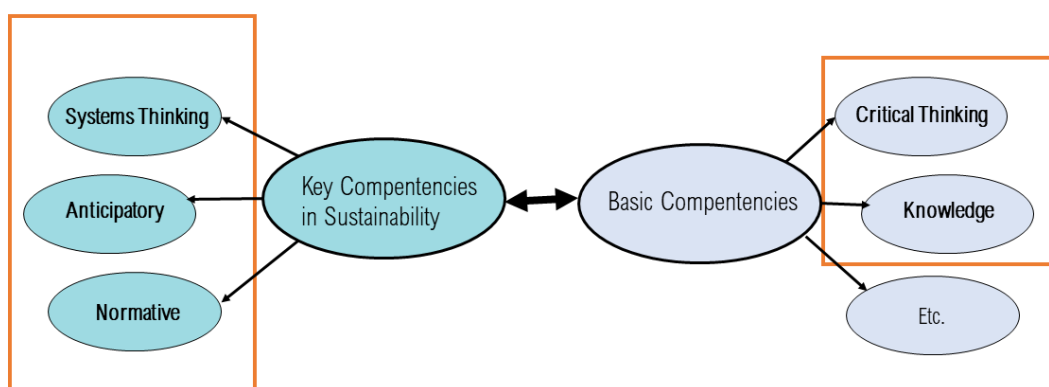 Systems Thinking
Anticipatory
Normative
Key Compentencies
in Sustainability
Basic Compentencies
Critical Thinking
Knowledge
Etc.